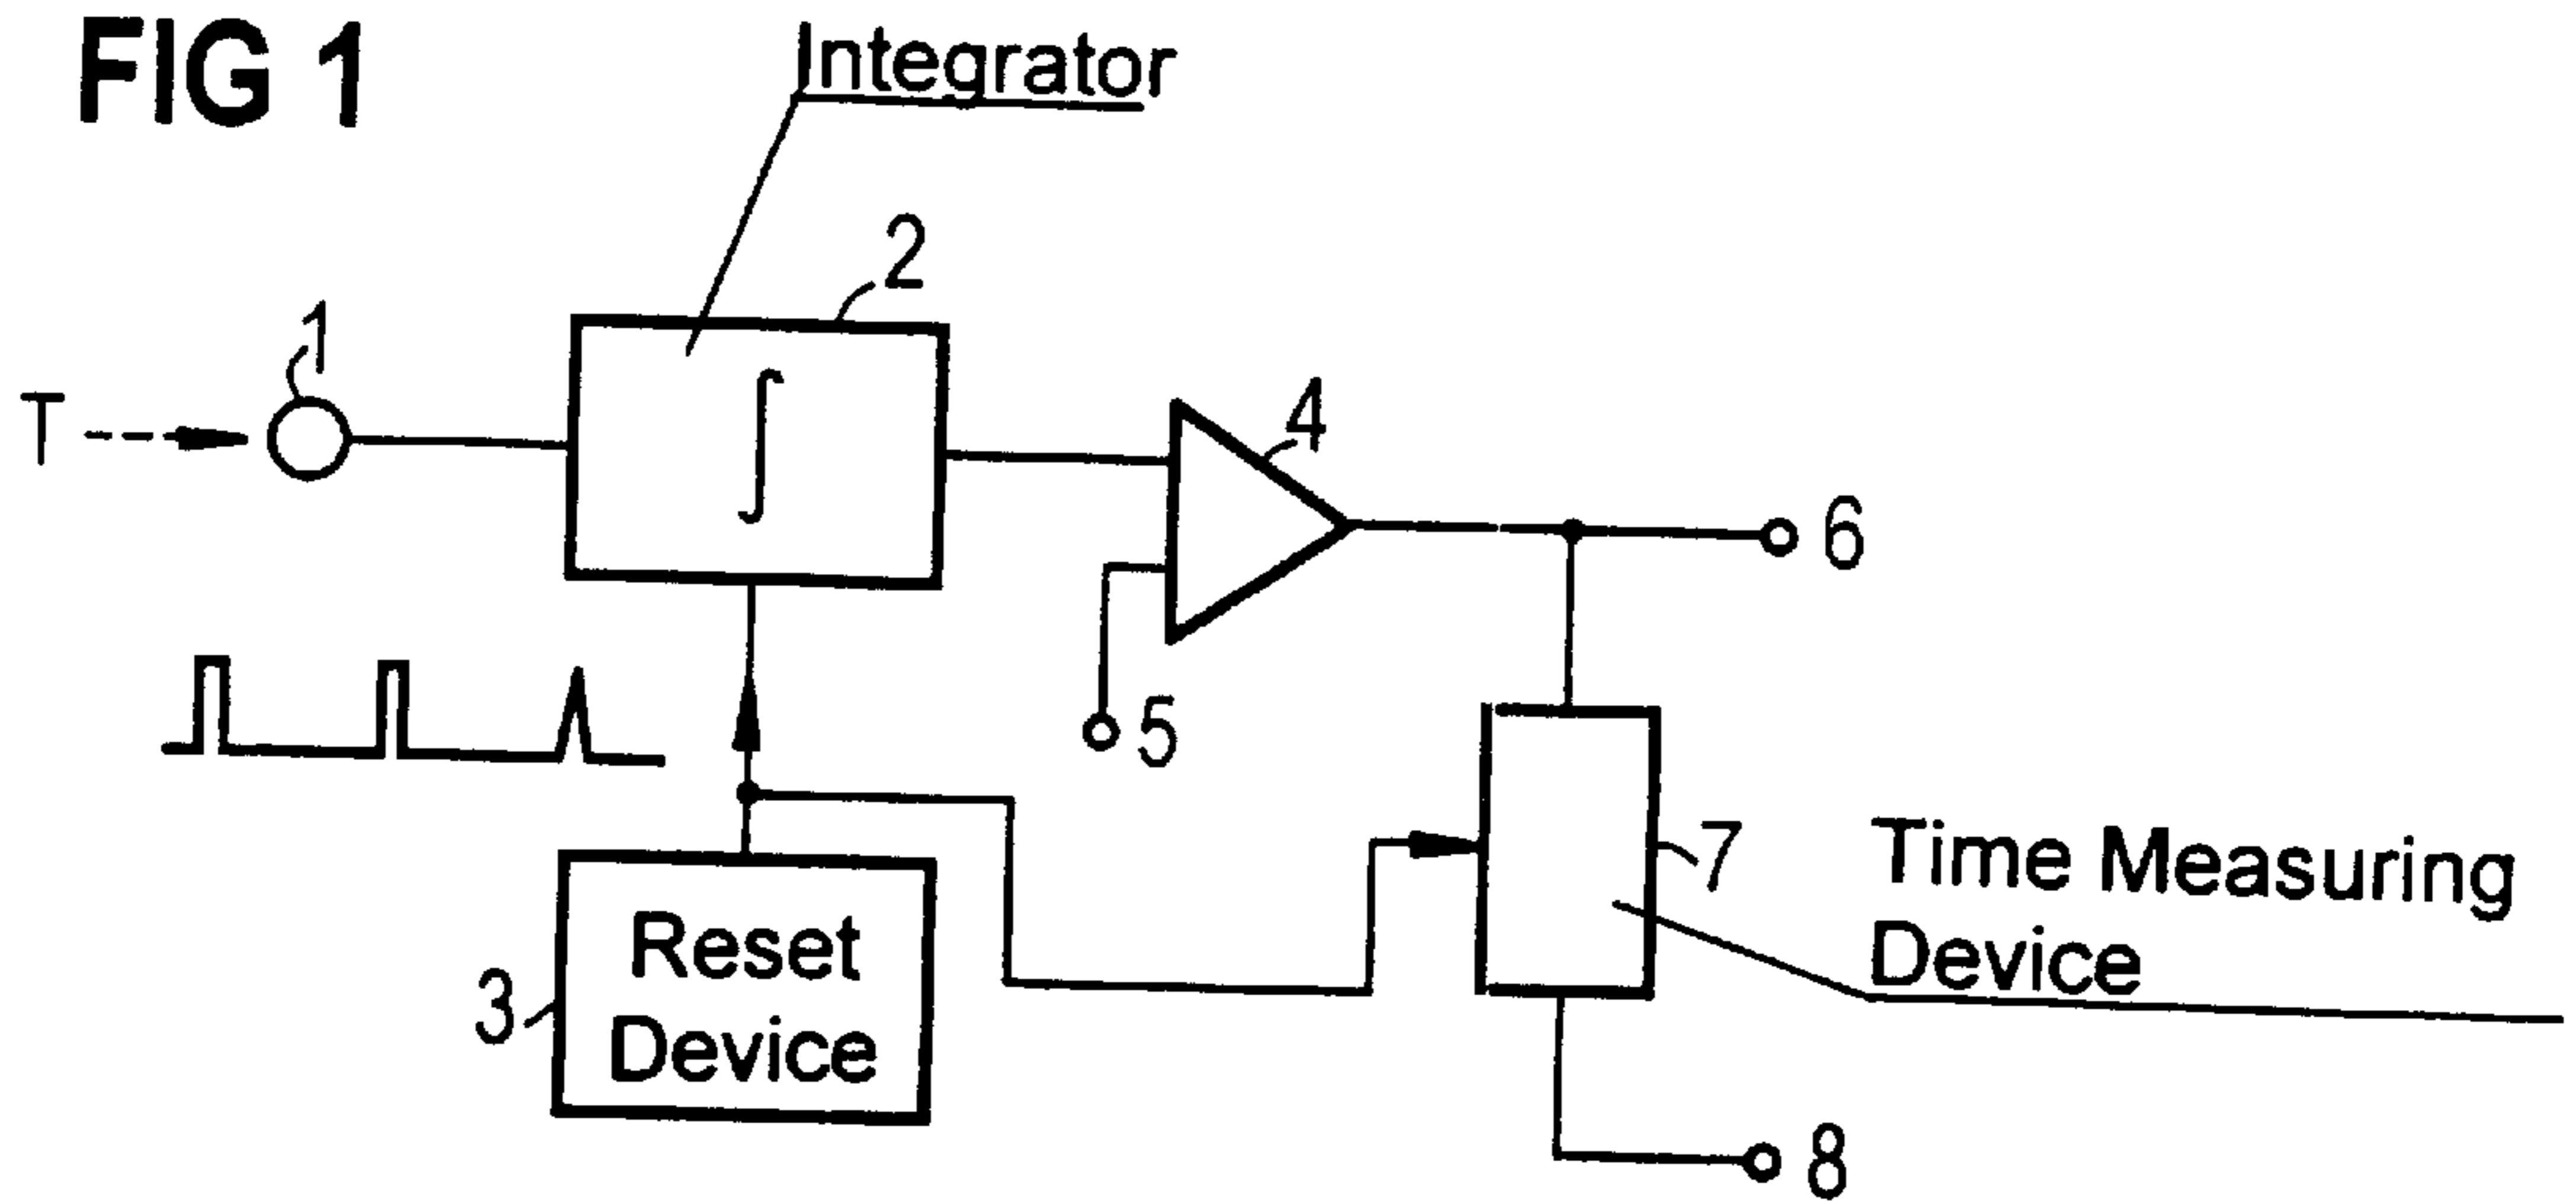 FIG 1
Integrator
2
1
T
4
6
5
7
Time Measuring
Device
Reset
Device
3
8